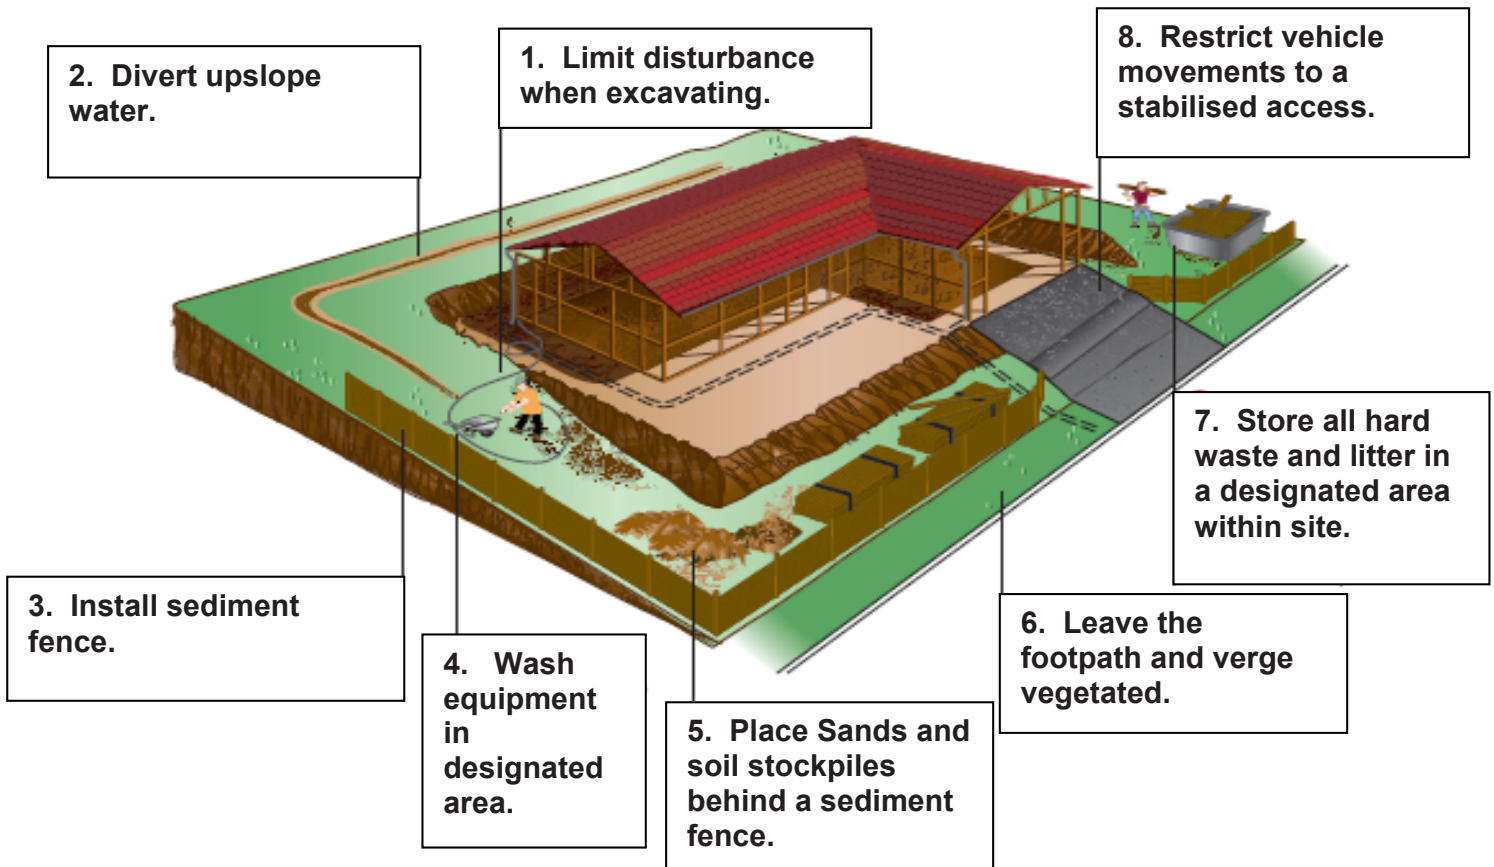 1. Limit disturbance
when excavating.
2. Divert upslope
water.
3. Install sediment
fence.
4. Wash
equipment
in
designated
area.
5. Place Sands and
soil stockpiles
behind a sediment
fence.
6. Leave the
footpath and verge
vegetated.
7. Store all hard
waste and litter in
a designated area
within site.
8. Restrict vehicle
movements to a
stabilised access.